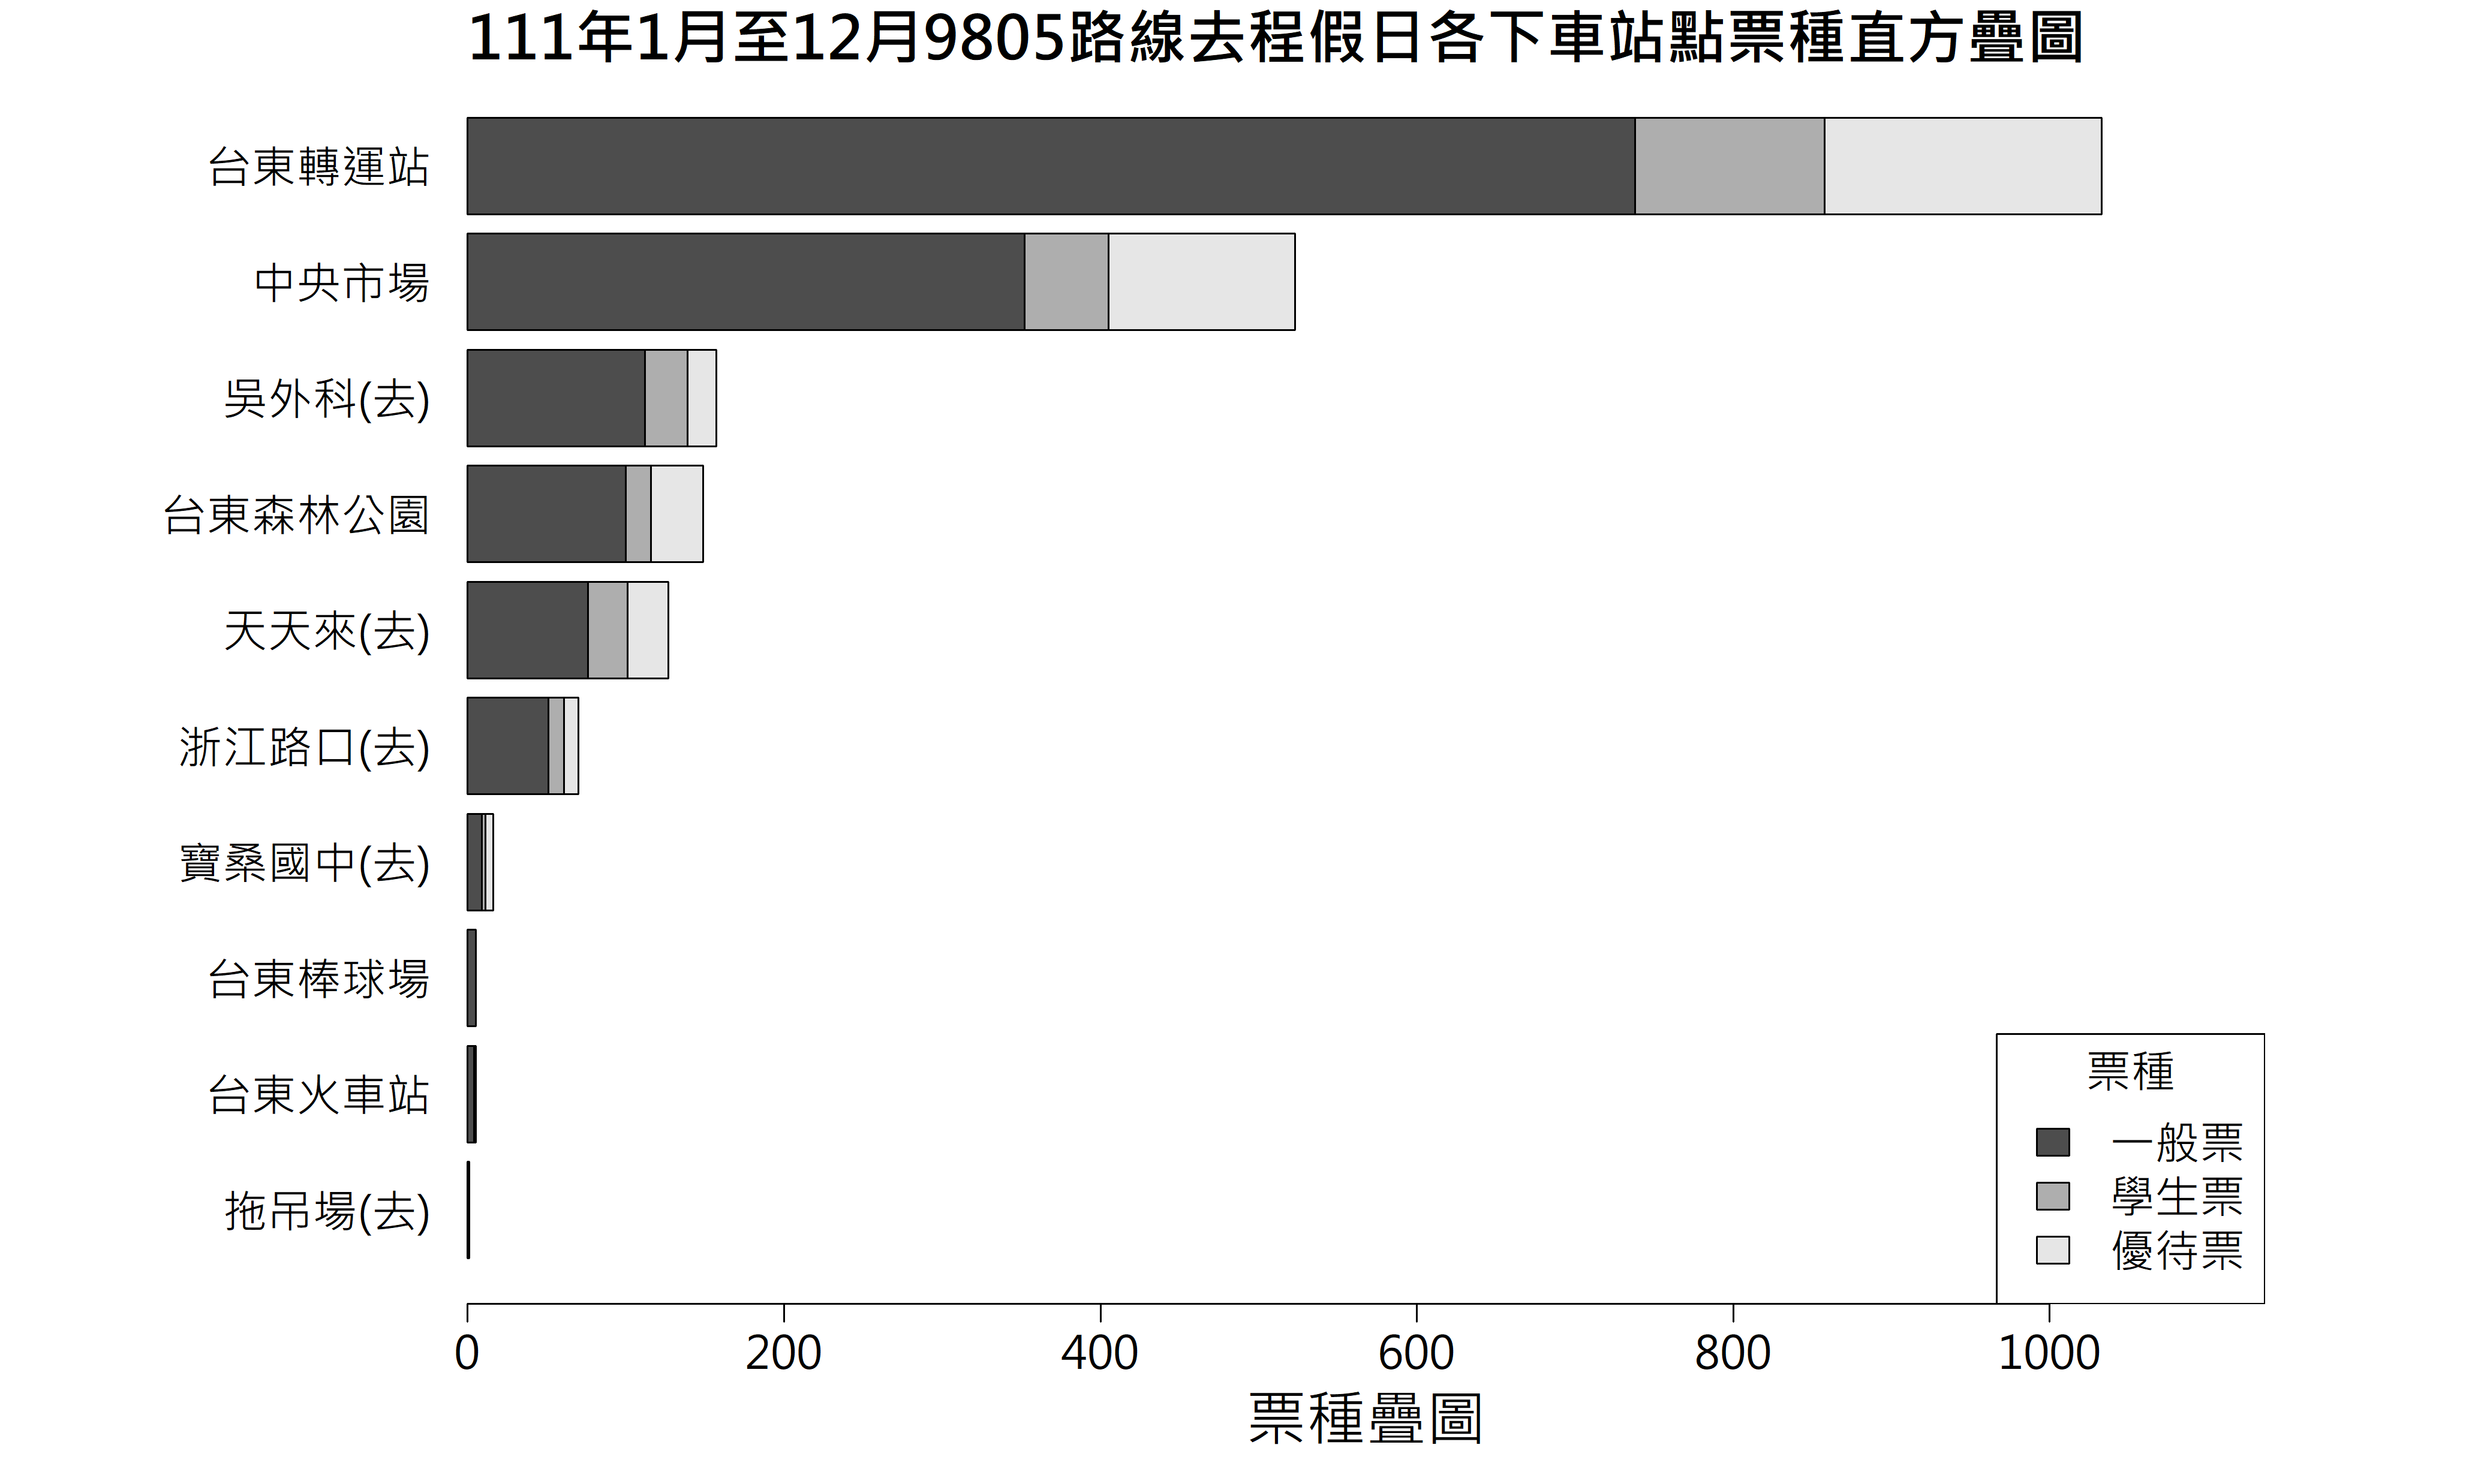 111年1月至12月9805路線去程假日各下車站點票種直方疊圖
台東轉運站
中央市場
吳外科(去)
台東森林公園
天天來(去)
浙江路口(去)
寶桑國中(去)
台東棒球場
台東火車站
拖吊場(去)
票種
一般票
學生票
優待票
0 200 400 600 800 1000
票種疊圖